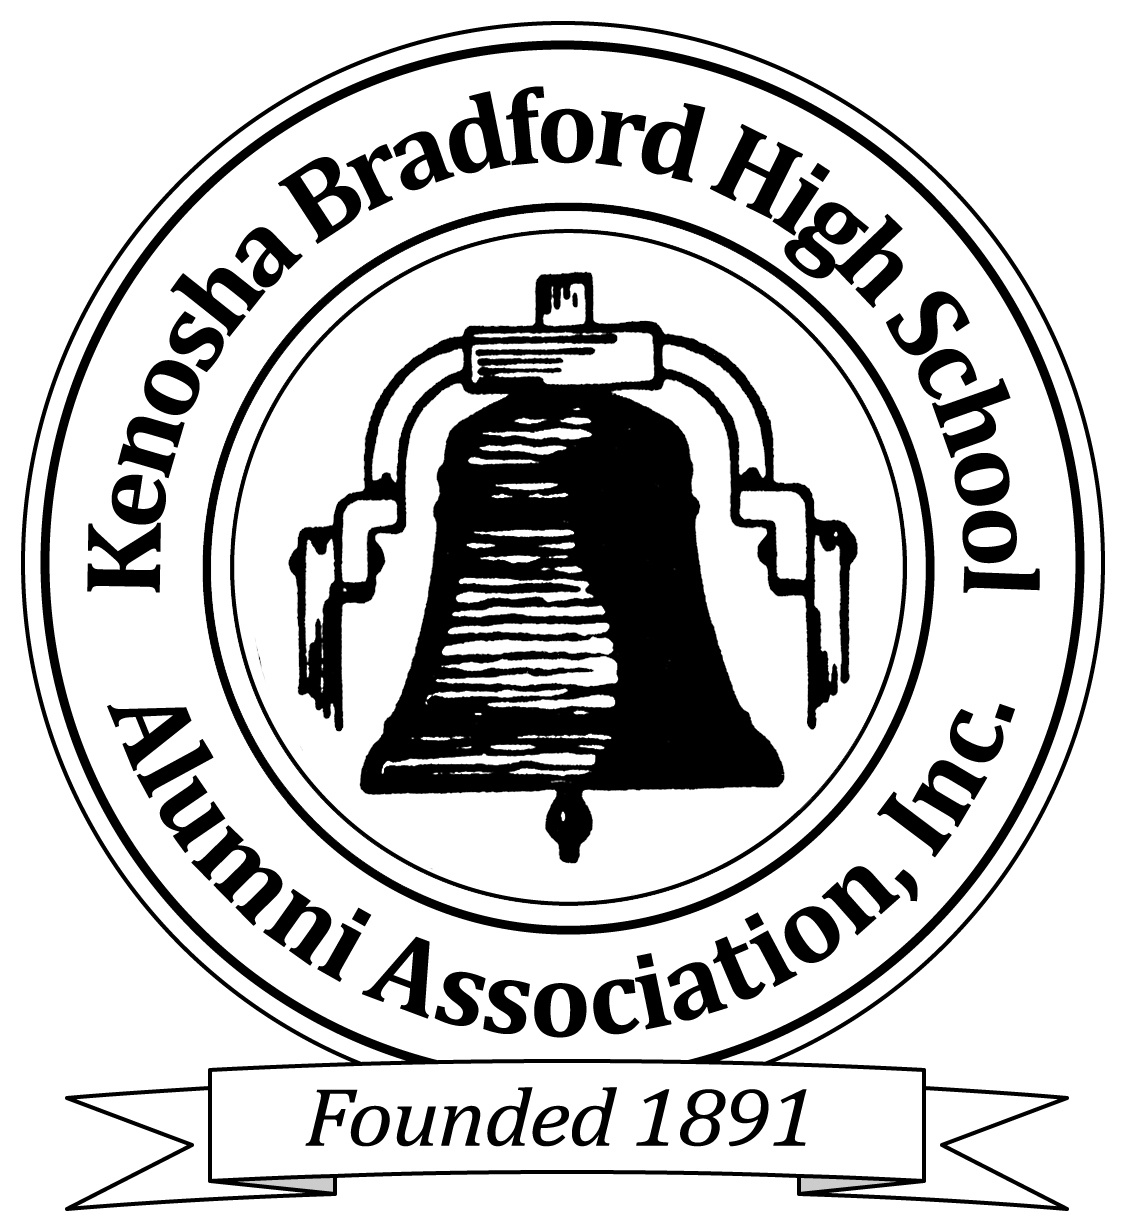 Kenosha Bradford High School
Alumni Association, Inc.
Founded 1891